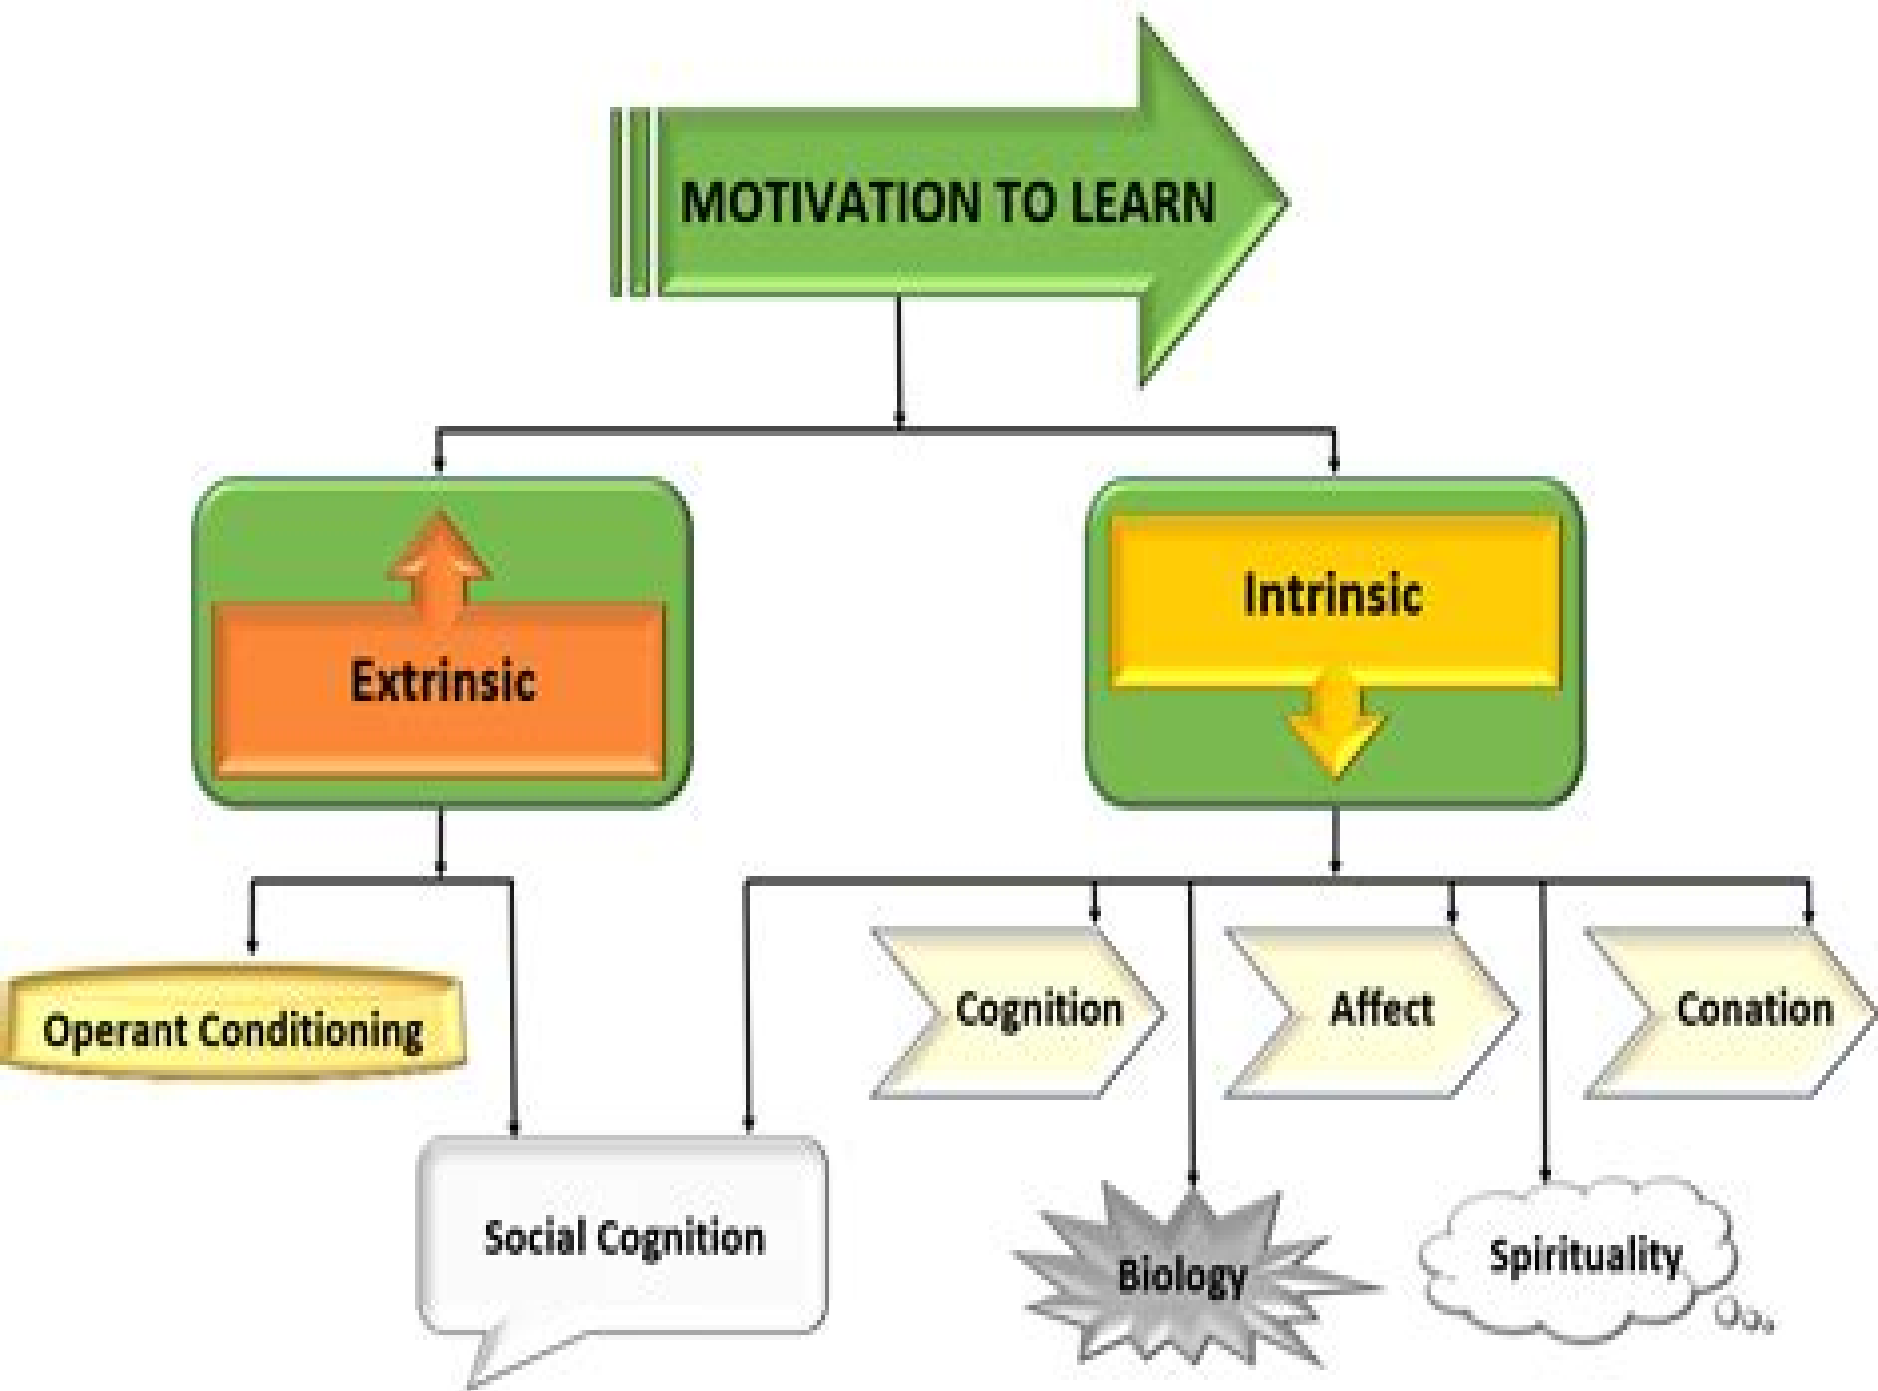 MOTIVATION TO LEARN
Extrinsic
Intrinsic
Operant Conditioning
Cognition
Affect
Conation
Social Cognition
Biology
Spirituality